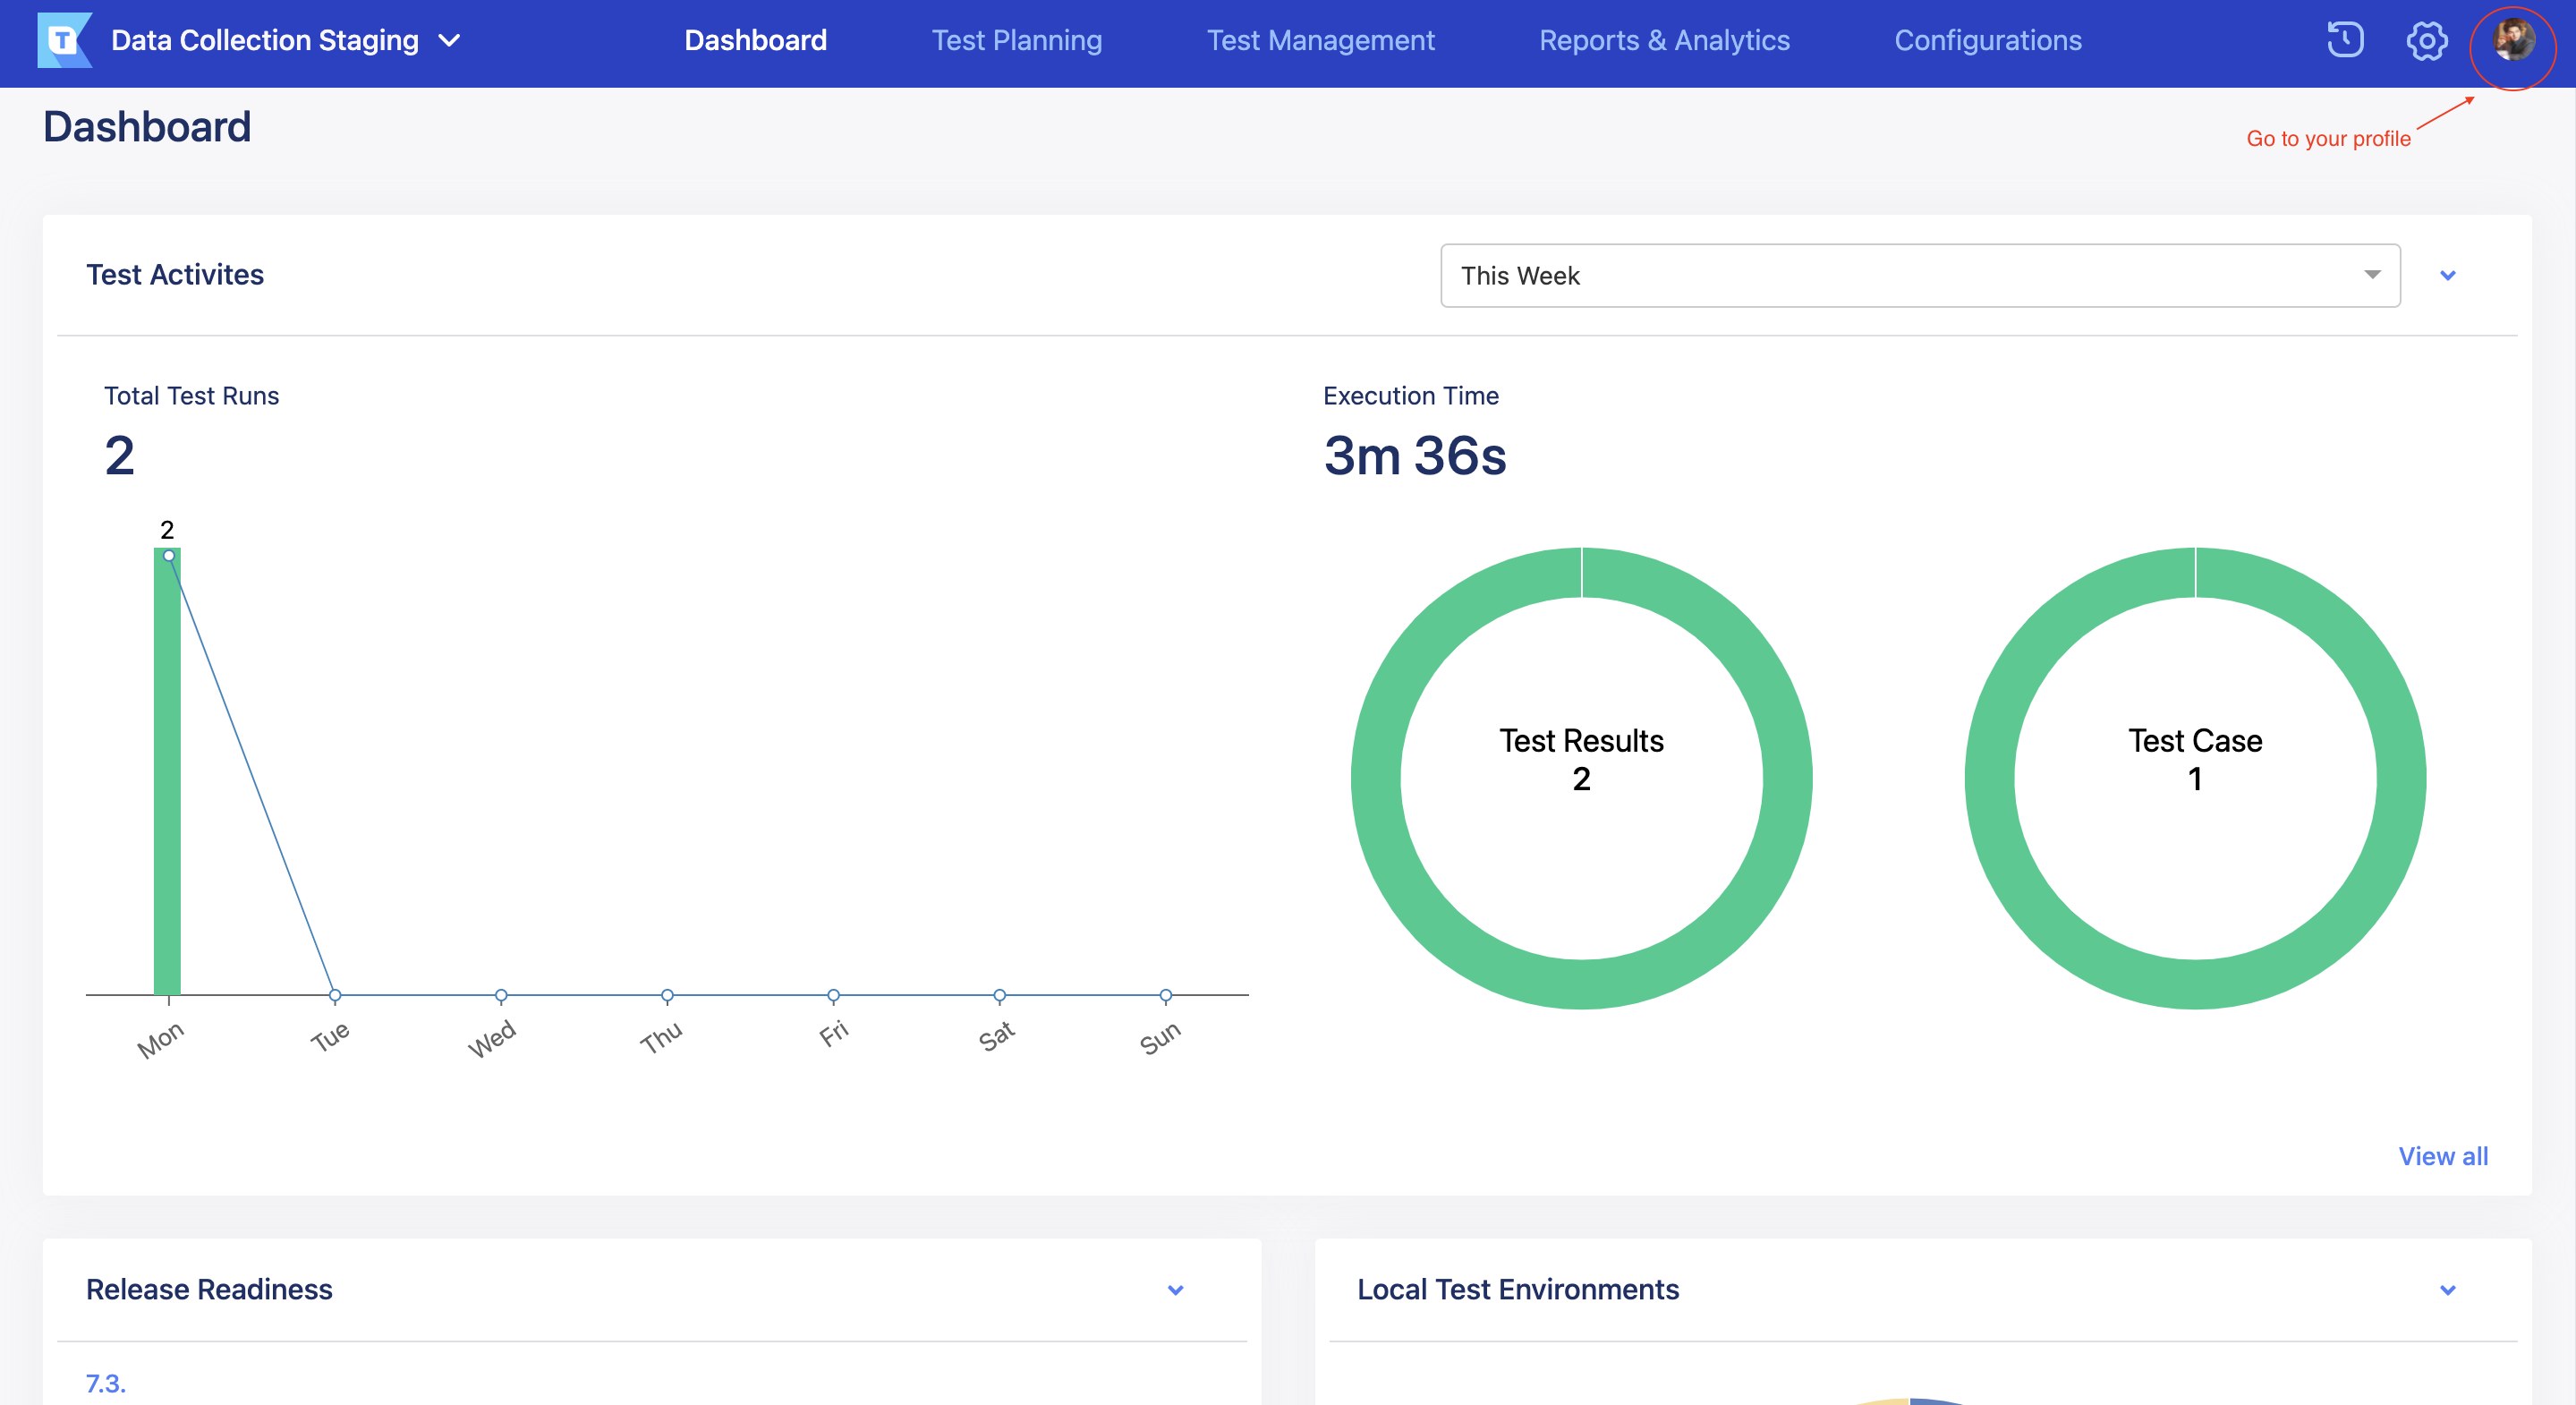 T Data Collection Staging Dashboard Test Planning Test Management Reports & Analytics Configurations
Dashboard
Go to your profile
Test Activites This Week
Total Test Runs Execution Time
2 3m 36s
2
Test Results Test Case
2 1
Mon Tue Wed Thu Fri Sat Sun
View all
Release Readiness Local Test Environments
7.3.